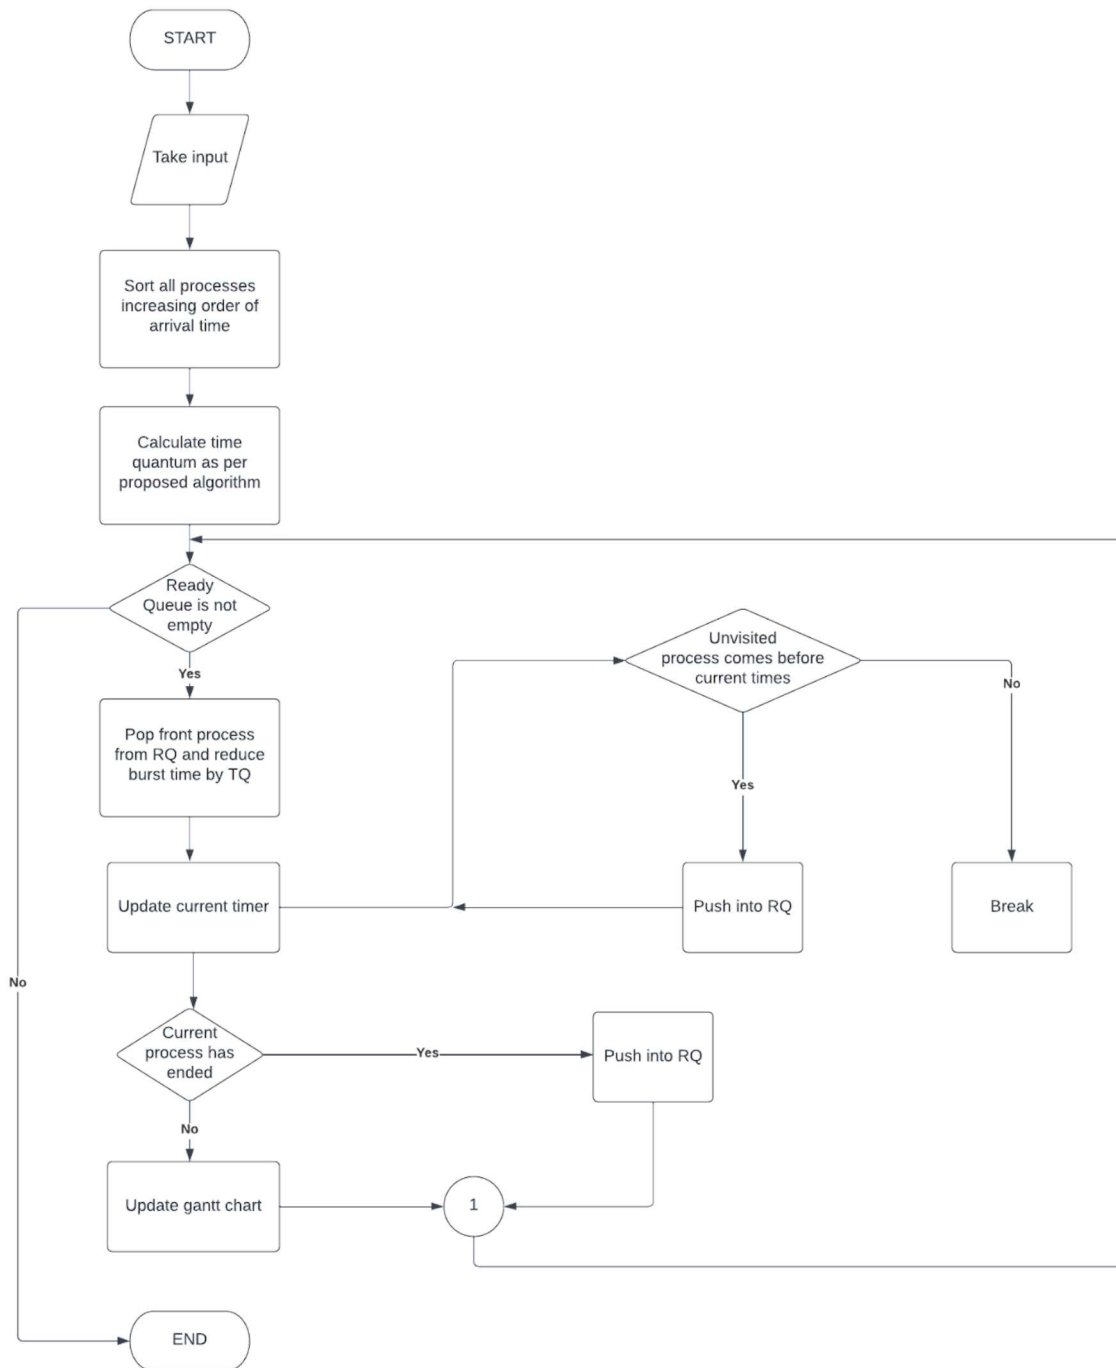 START
Take input
Sort all processes
increasing order of
arrival time
Calculate time
quantum as per
proposed algorithm
Ready
Queue is not
empty
Yes
Pop front process
from RQ and reduce
burst time by TQ
Update current timer
Unvisited
process comes before
current times
No
Yes
Push into RQ
Break
No
Current
process has
ended
Yes
Push into RQ
No
Update gantt chart
1
END